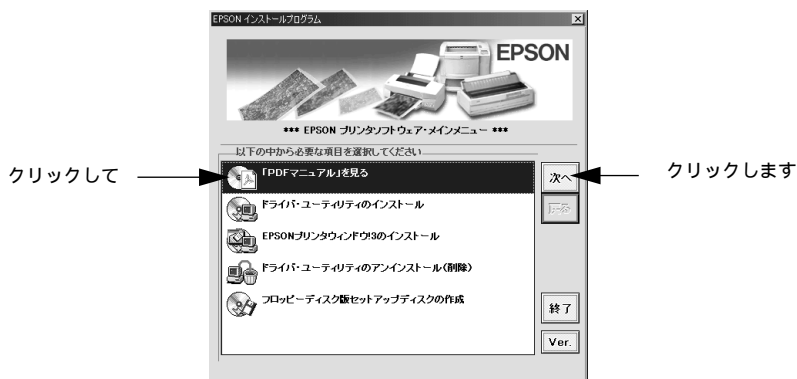 EPSON インストールプログラム
EPSON
*** EPSON プリンタソフトウェア・メインメニュー ***
以下の中から必要な項目を選択してください
クリックして
「PDFマニュアル」を見る
次へ
クリックします
ドライバ・ユーティリティのインストール
戻る
EPSONプリンタウィンドウ!3のインストール
ドライバ・ユーティリティのアンインストール(削除)
フロッピーディスク版セットアップディスクの作成
終了
Ver.